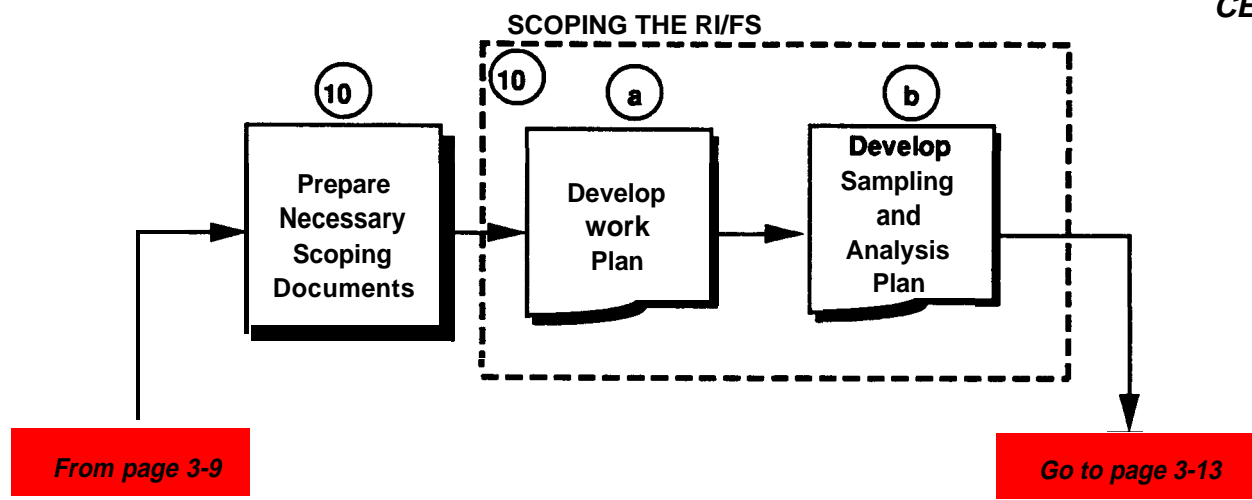 CE
SCOPING THE RI/FS
10
10
a
b
Prepare
Necessary
Scoping
Documents
Develop
work
Plan
Develop
Sampling
and
Analysis
Plan
From page 3-9
Go to page 3-13